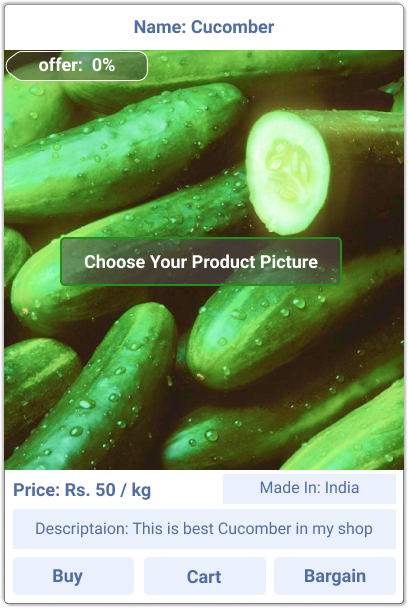 Name: Cucomber
offer: 0%
Choose Your Product Picture
Price: Rs. 50 / kg
Made In: India
Descriptaion: This is best Cucomber in my shop
Buy
Cart
Bargain